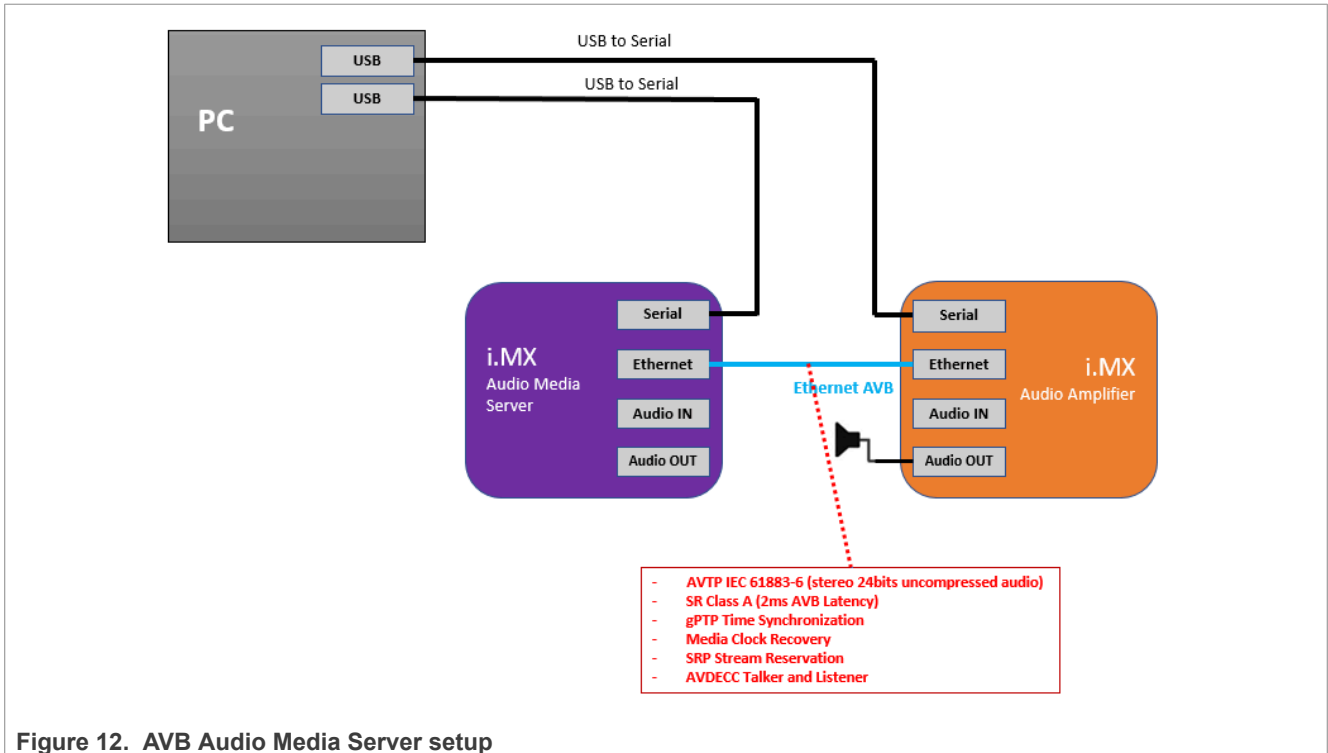 USB to Serial
USB
USB to Serial
USB
PC
Serial
Serial
i.MX
Audio Media
Server
Ethernet
Ethernet
i.MX
Audio Amplifier
Ethernet AVB
Audio IN
Audio IN
Audio OUT
Audio OUT
- AVTP IEC 61883-6 (stereo 24bits uncompressed audio)
- SR Class A (2ms AVB Latency)
- gPTP Time Synchronization
- Media Clock Recovery
- SRP Stream Reservation
- AVDECC Talker and Listener
Figure 12. AVB Audio Media Server setup